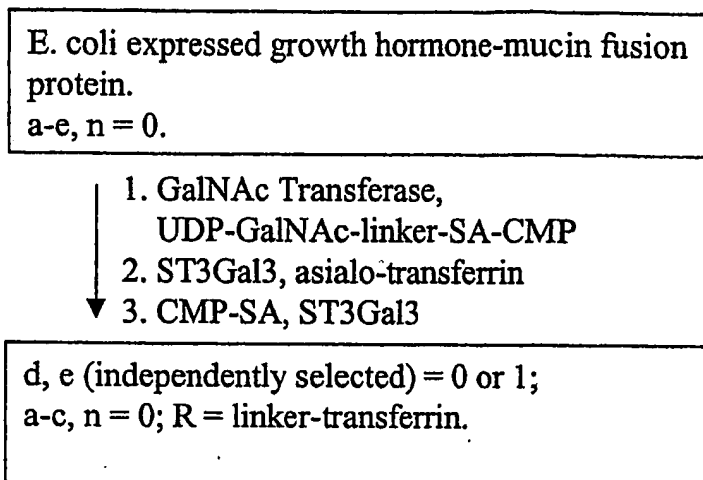 E. coli expressed growth hormone-mucin fusion
protein.
a-e, n = 0.
1. GalNAc Transferase,
UDP-GalNAc-linker-SA-CMP
2. ST3Gal3, asialo-transferrin
3. CMP-SA, ST3Gal3
d, e (independently selected) = 0 or 1;
a-c, n = 0; R = linker-transferrin.